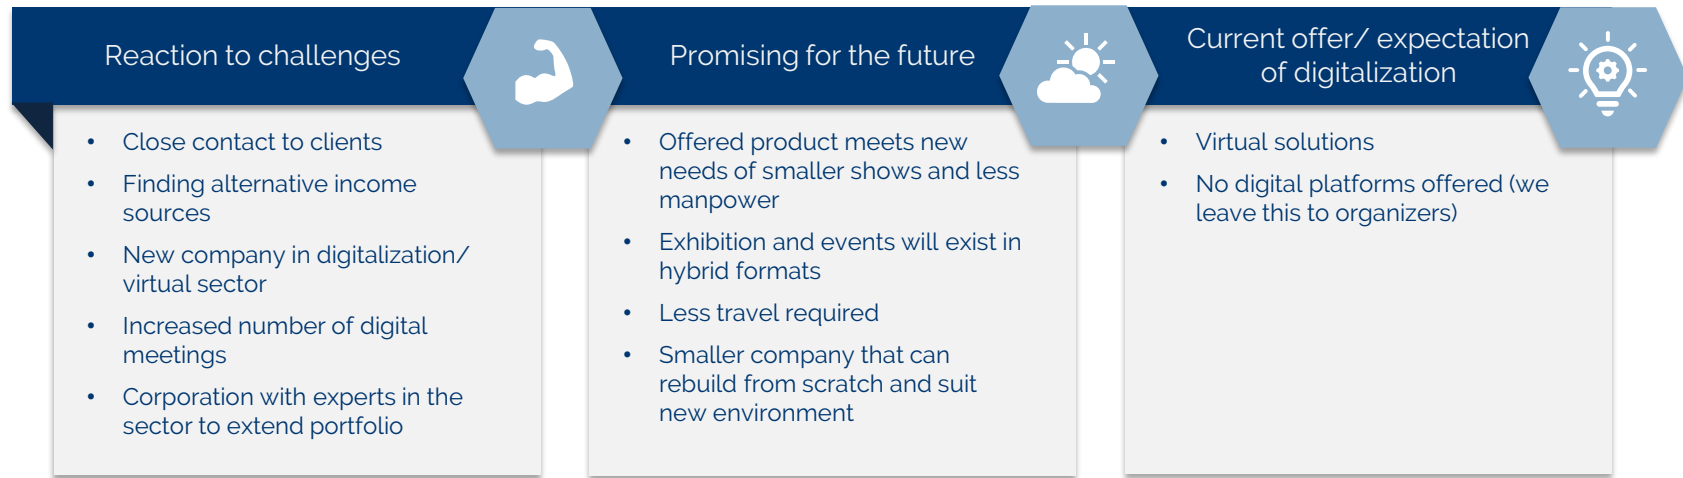 Reaction to challenges
• Close contact to clients
• Finding alternative income
sources
• New company in digitalization/
virtual sector
• Increased number of digital
meetings
• Corporation with experts in the
sector to extend portfolio
Promising for the future
• Offered product meets new
needs of smaller shows and less
manpower
• Exhibition and events will exist in
hybrid formats
• Less travel required
• Smaller company that can
rebuild from scratch and suit
new environment
Current offer/ expectation
of digitalization
• Virtual solutions
• No digital platforms offered (we
leave this to organizers)